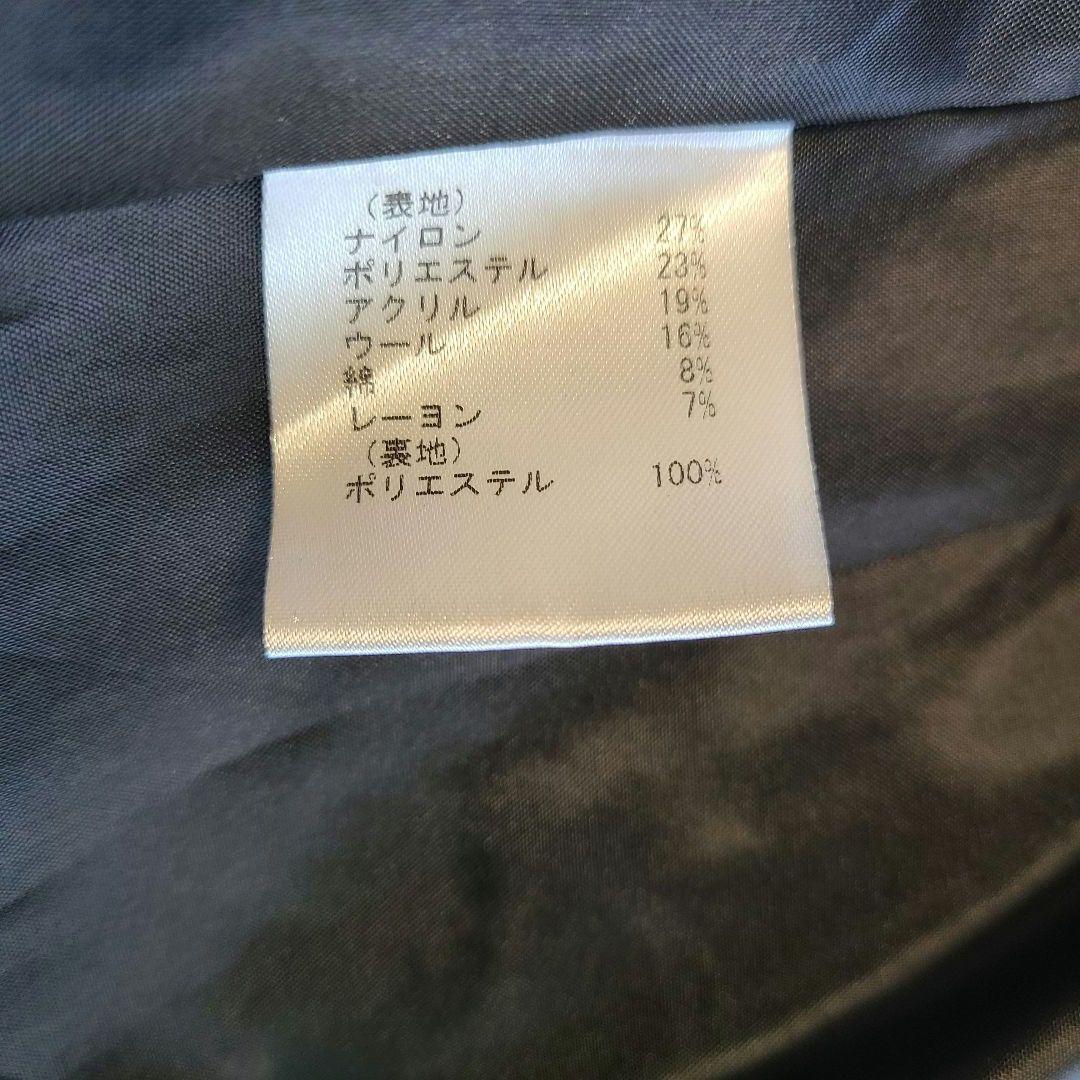 (表地)
ナイロン 27%
ポリエステル 23%
アクリル 19%
ウール 16%
綿 8%
レーヨン 7%
(裏地)
ポリエステル 100%